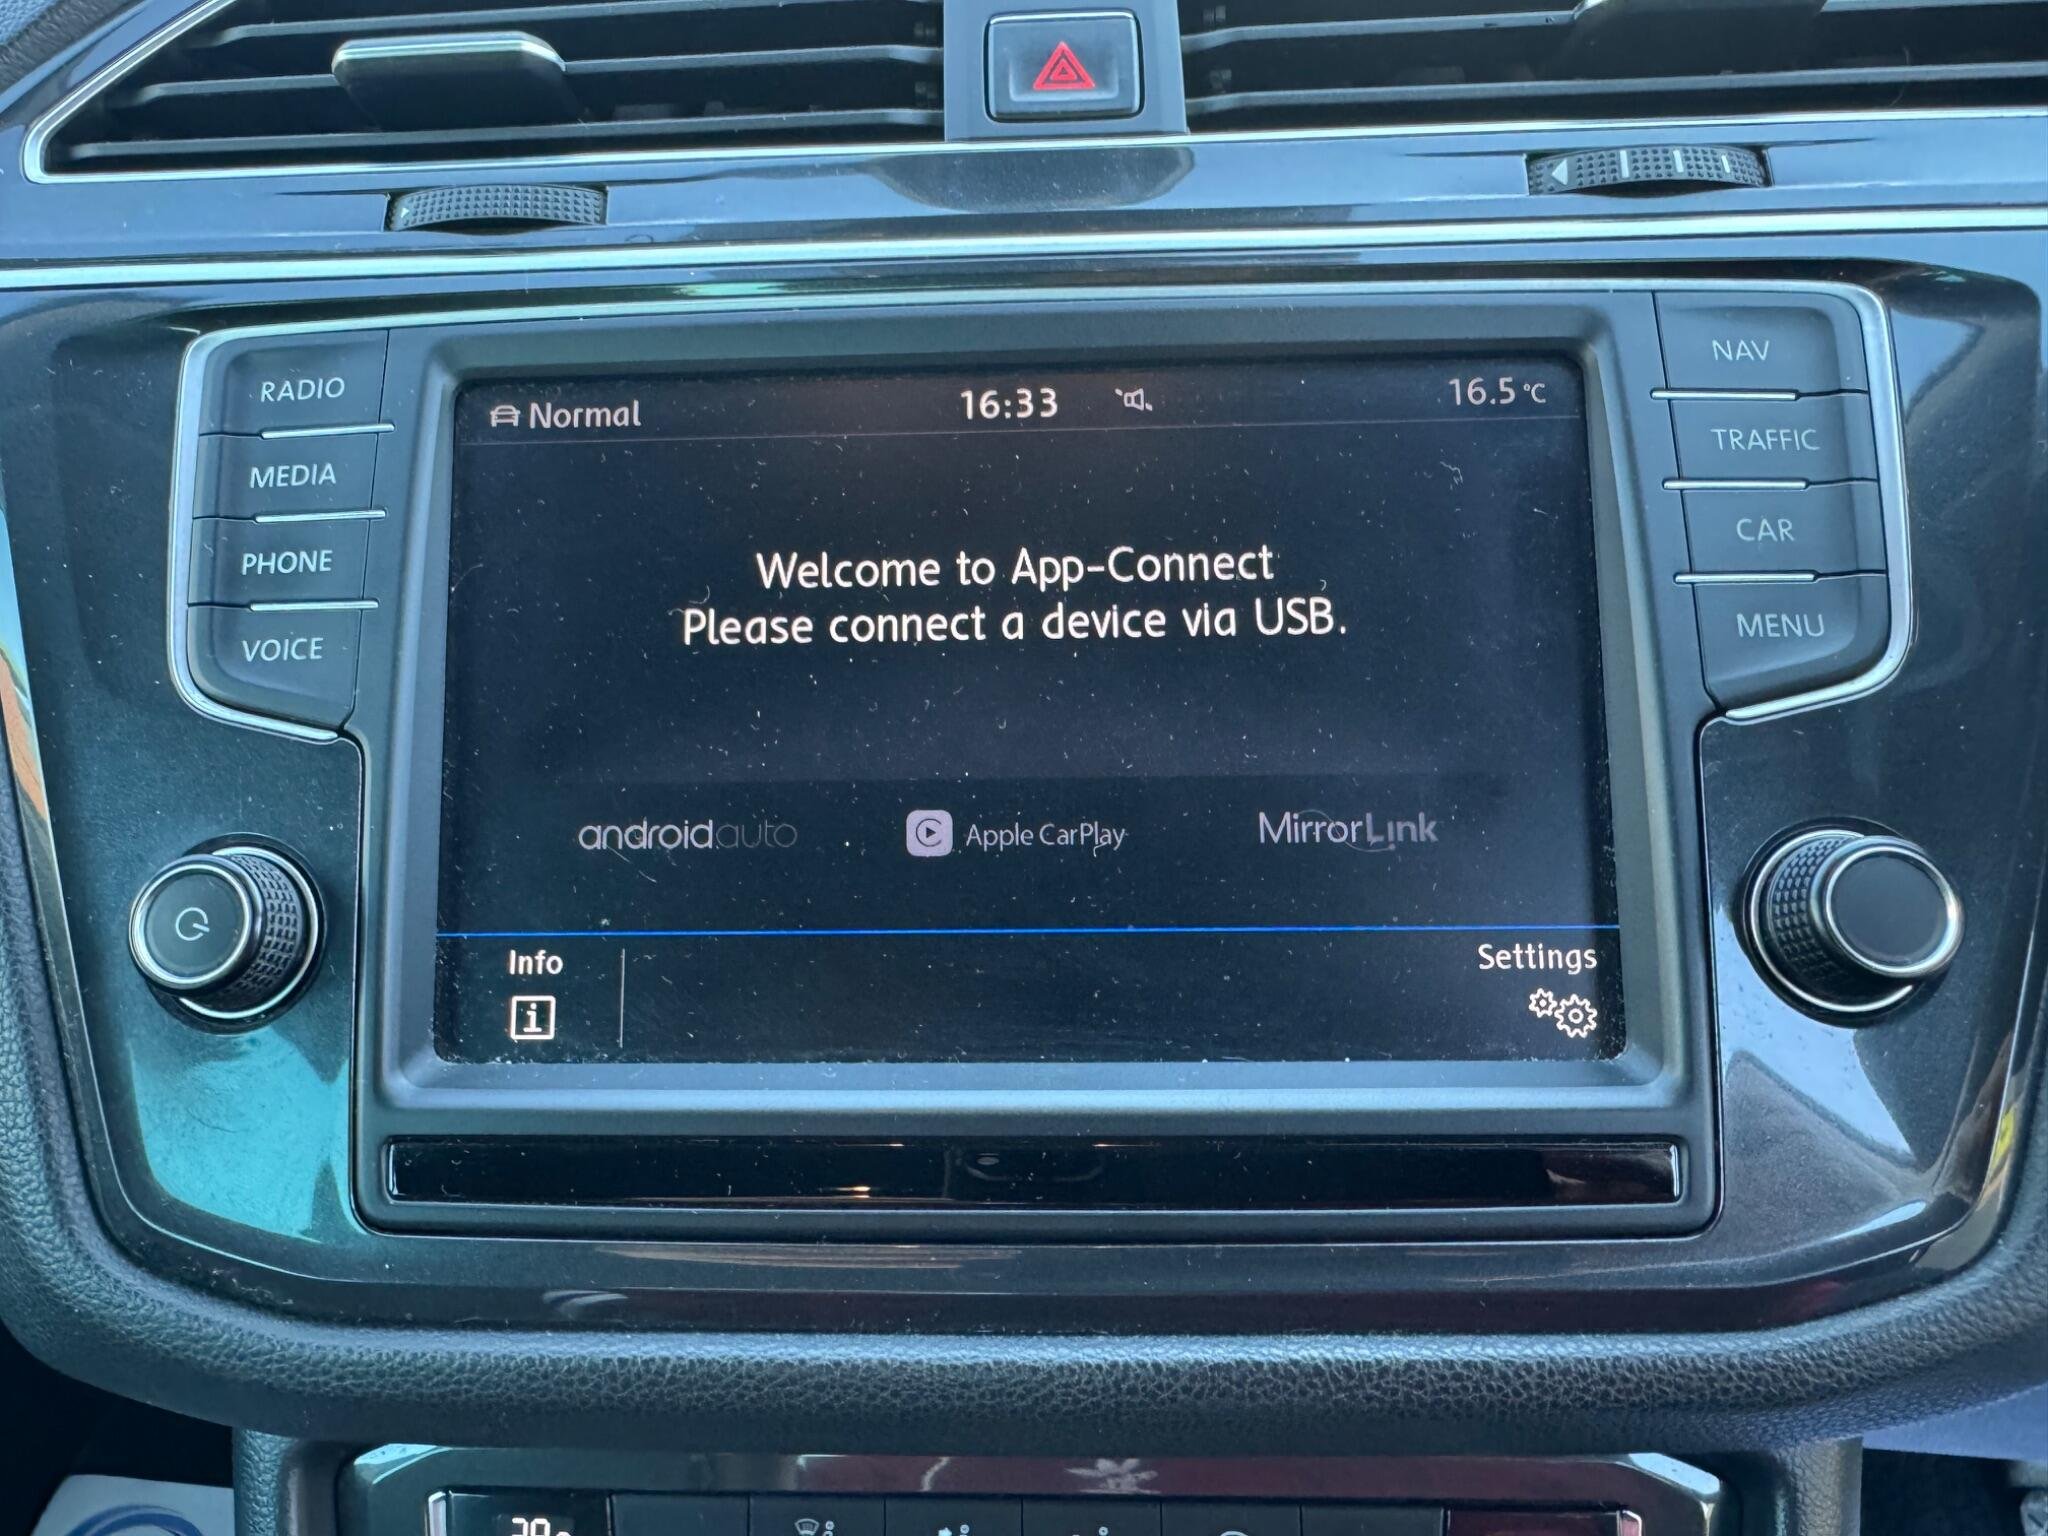 RADIO
MEDIA
PHONE
VOICE
Normal
16:33
16.5 °C
Welcome to App-Connect
Please connect a device via USB.
androidauto
Apple CarPlay
MirrorLink
Info
i
Settings
NAV
TRAFFIC
CAR
MENU